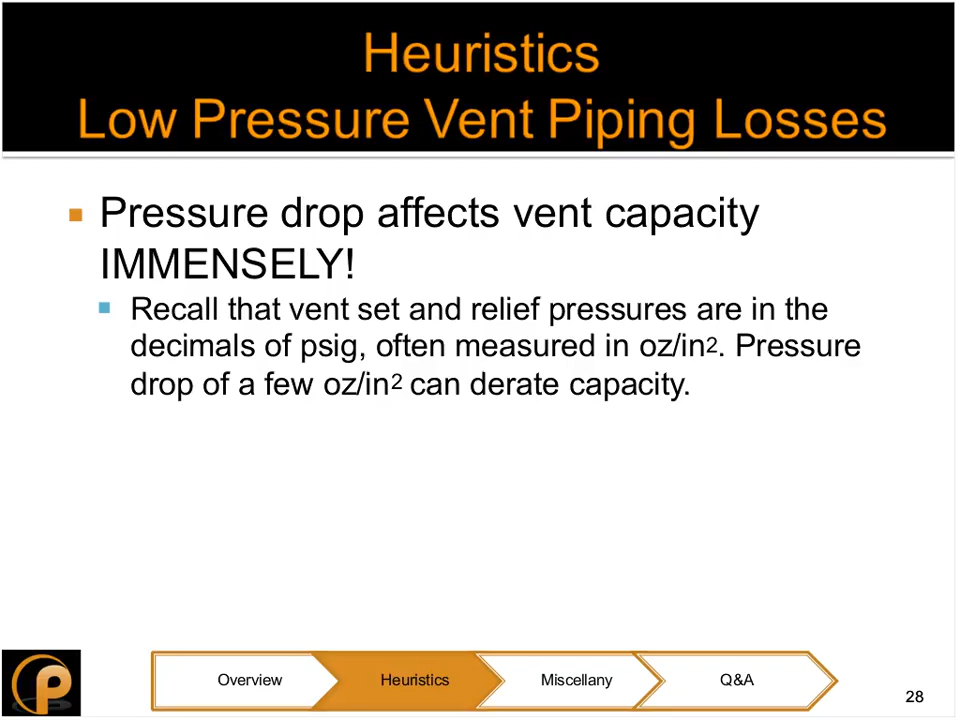 Heuristics
Low Pressure Vent Piping Losses
Pressure drop affects vent capacity
IMMENSELY!
Recall that vent set and relief pressures are in the
decimals of psig, often measured in oz/in2. Pressure
drop of a few oz/in2 can derate capacity.
Overview
Heuristics
Miscellany
Q&A
28